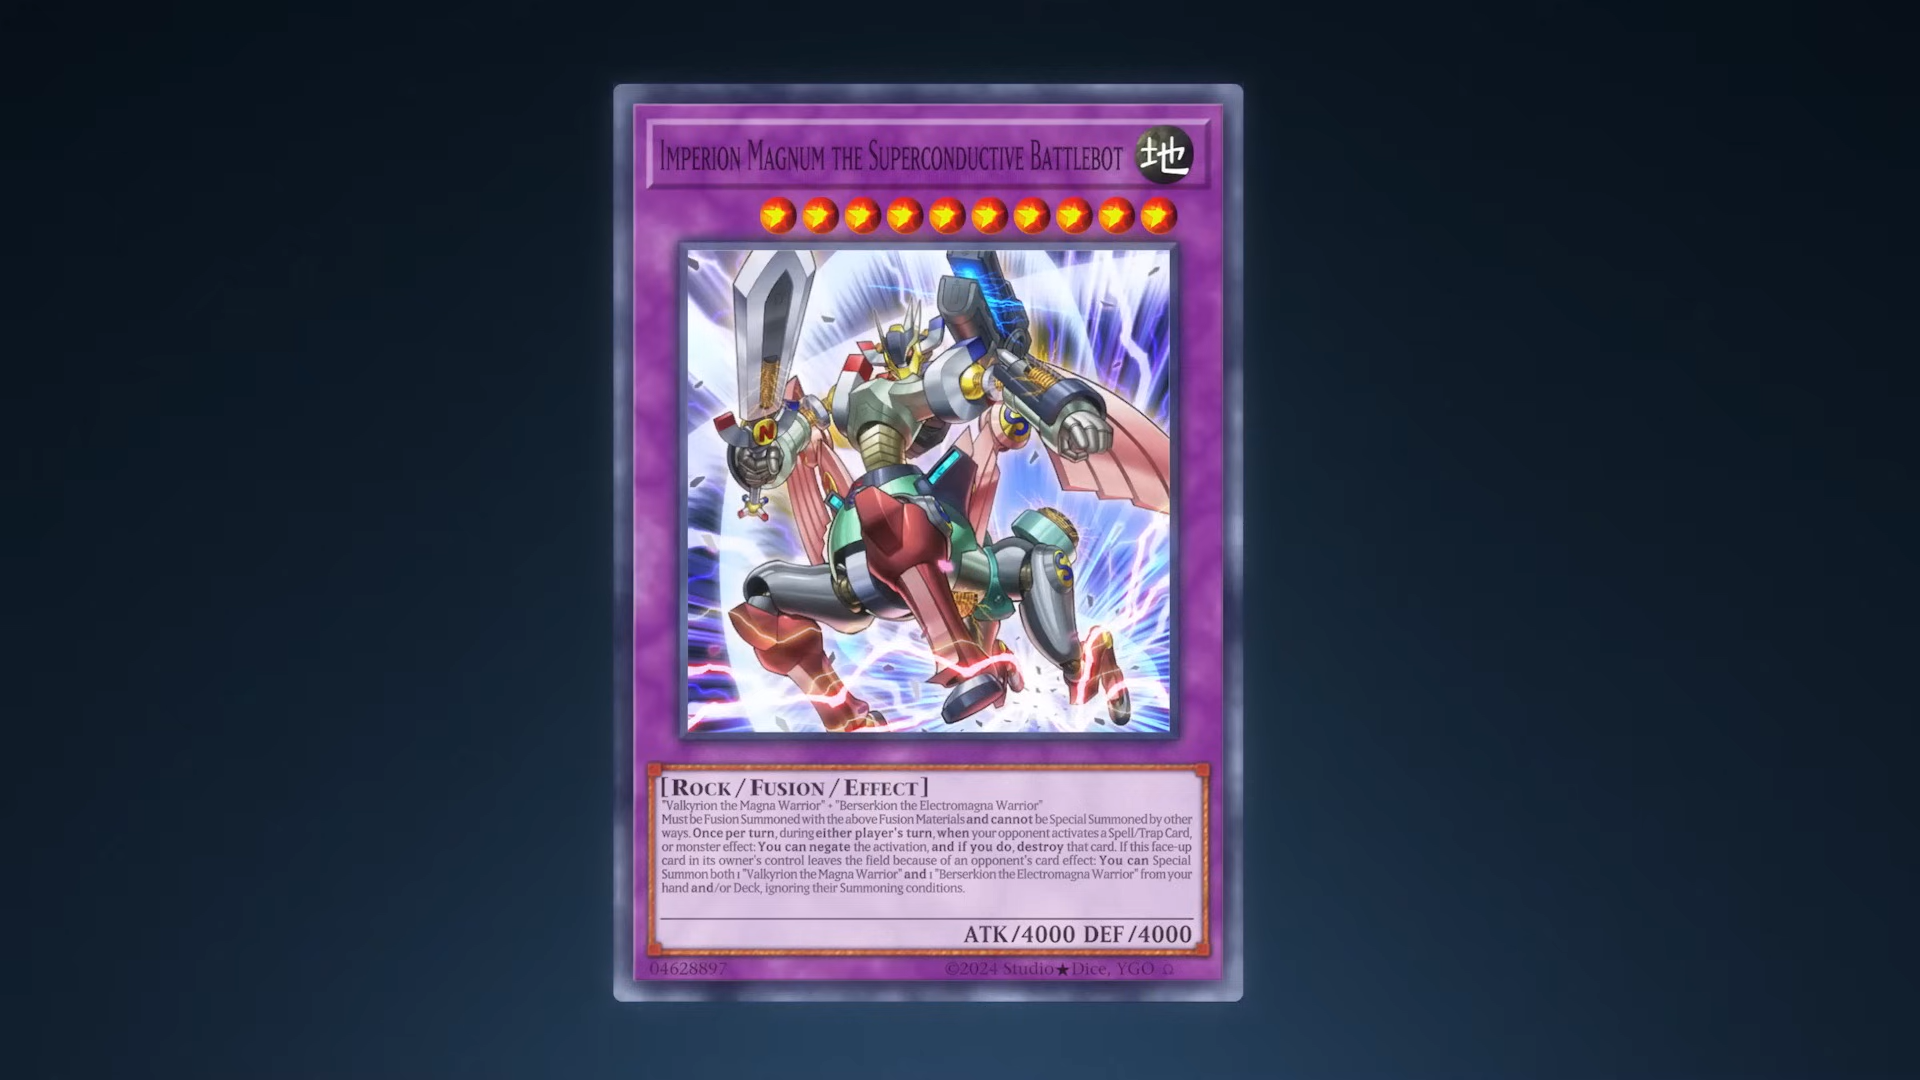 IMPERION MAGNUM THE SUPERCONDUCTIVE BATTLEBOT
地
N
S
S
[ROCK/FUSION/EFFECT]
"Valkyrion the Magna Warrior" + "Berserkion the Electromagna Warrior"
Must be Fusion Summoned with the above Fusion Materials and cannot be Special Summoned by other
ways. Once per turn, during either player's turn, when your opponent activates a Spell/Trap Card,
or monster effect: You can negate the activation, and if you do, destroy that card. If this face-up
card in its owner's control leaves the field because of an opponent's card effect: You can Special
Summon both 1 "Valkyrion the Magna Warrior" and 1 "Berserkion the Electromagna Warrior" from your
hand and/or Deck, ignoring their Summoning conditions.
ATK/4000 DEF/4000
04628897
©2024 Studio★Dice, YGO Ω